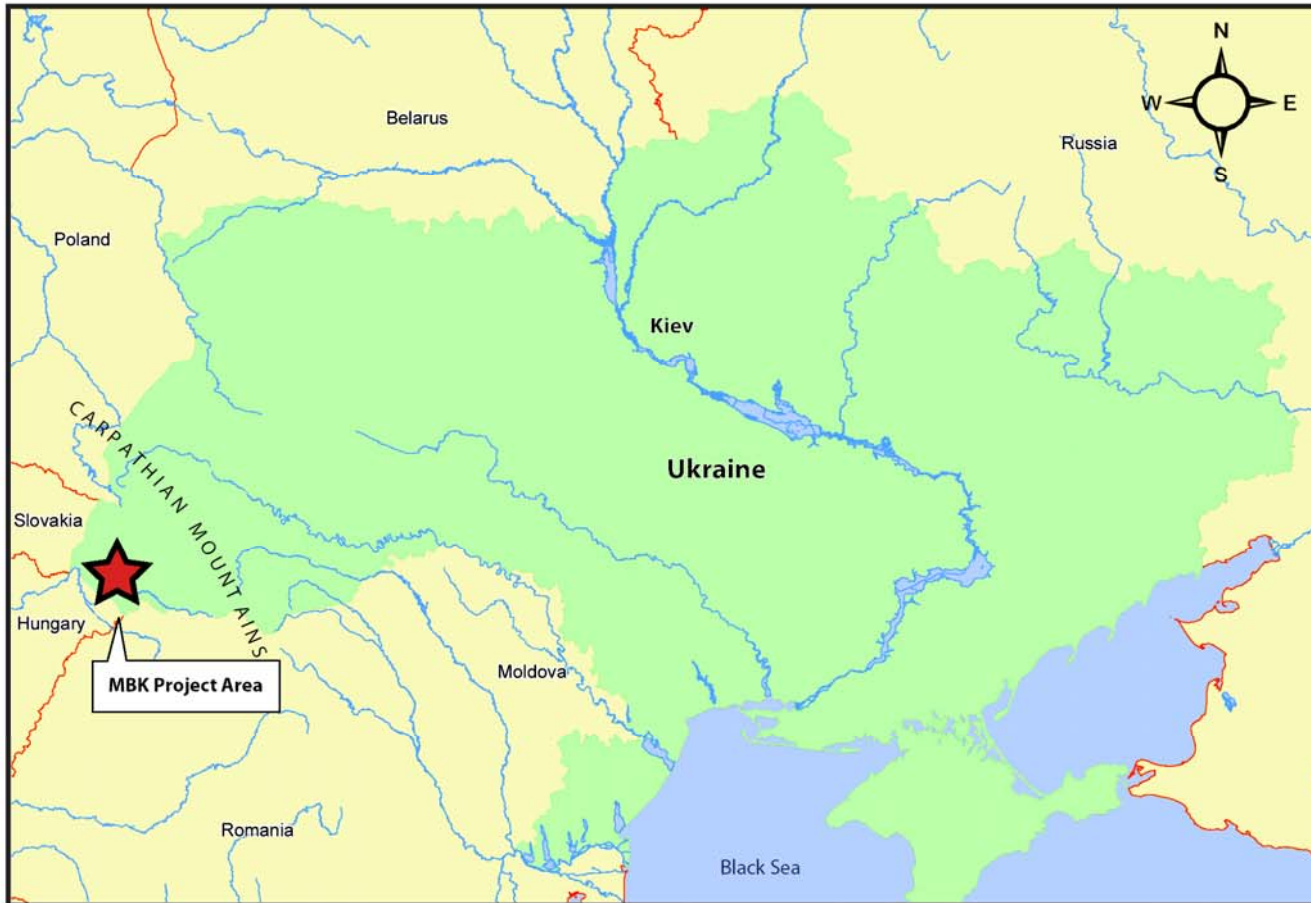 N
W
E
S
Belarus
Russia
Poland
Kiev
CARPATHIAN MOUNTAINS
Ukraine
Slovakia
Hungary
Moldova
MBK Project Area
Romania
Black Sea